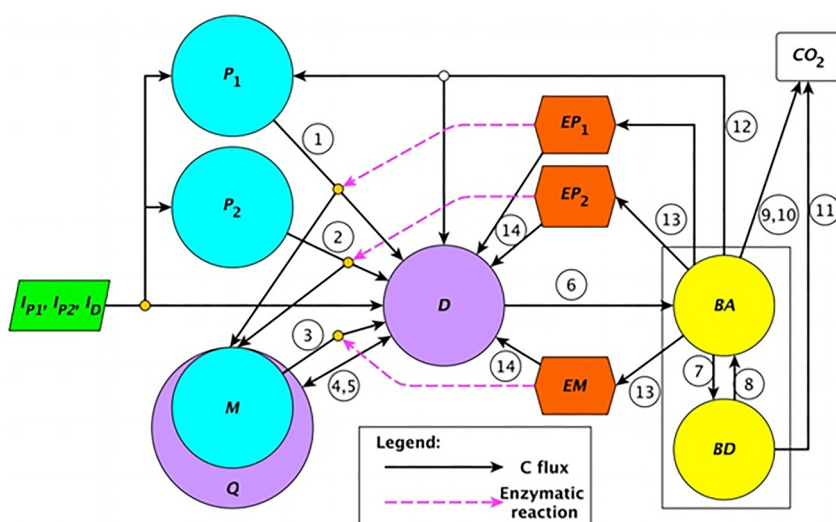 P1
CO2
1
EP1
12
P2
EP2
9,10
11
2
14
13
6
IP1, IP2, ID
D
BA
3
4,5
14
EM
13
7
8
M
Q
BD
Legend:
C flux
Enzymatic
reaction